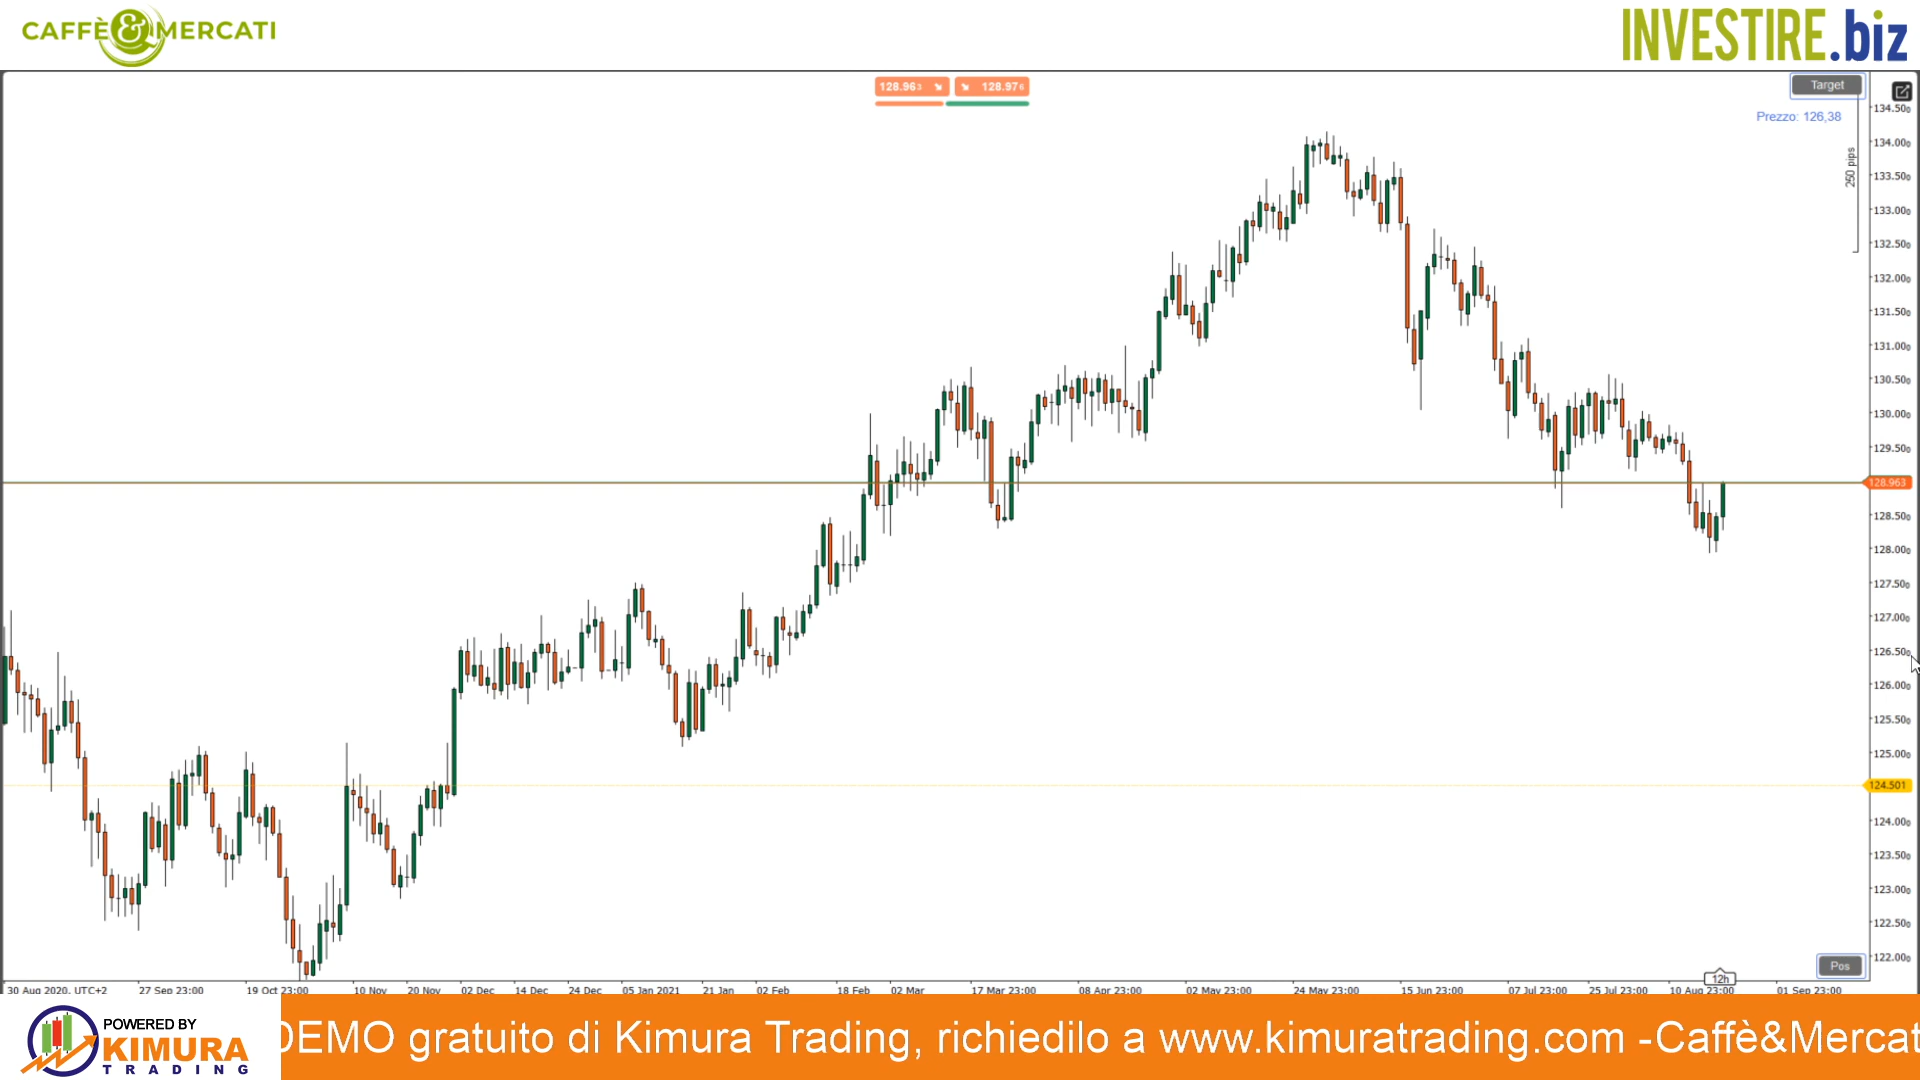 CAFFÈ&MERCATI
INVESTIRE.biz
128.963
128.976
Target
Prezzo: 126,38
250 pips
134.500
134.000
133.500
133.000
132.500
132.000
131.500
131.000
130.500
130.000
129.500
128.963
128.500
128.000
127.500
127.000
126.500
126.000
125.500
125.000
124.501
124.000
123.500
123.000
122.500
122.000
Pos
12h
30 Aug 2020, UTC+2
27 Sep 23:00
19 Oct 23:00
10 Nov
20 Nov
02 Dec
14 Dec
24 Dec
05 Jan 2021
21 Jan
02 Feb
18 Feb
02 Mar
17 Mar 23:00
08 Apr 23:00
02 May 23:00
24 May 23:00
15 Jun 23:00
07 Jul 23:00
25 Jul 23:00
10 Aug 23:00
01 Sep 23:00
POWERED BY
KIMURA
TRADING
DEMO gratuito di Kimura Trading, richiedilo a www.kimuratrading.com -Caffè&Mercat